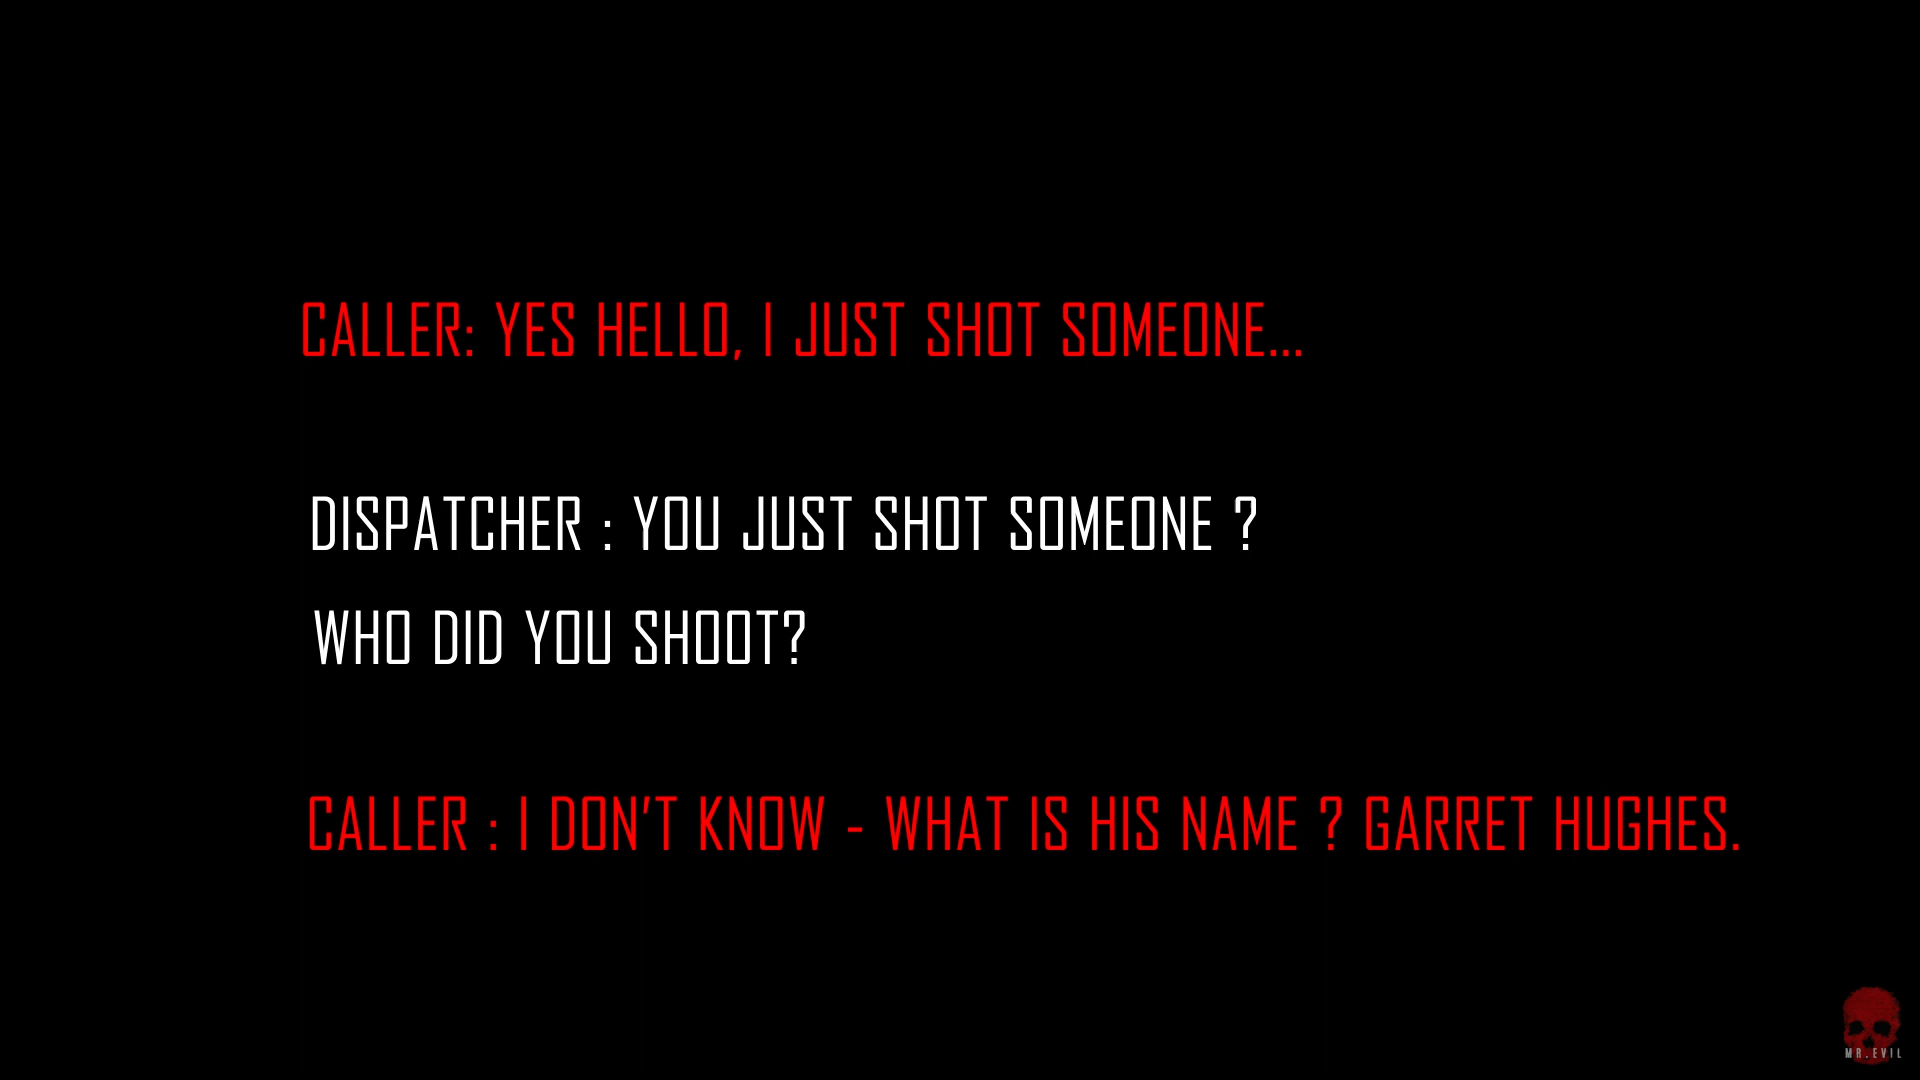 CALLER: YES HELLO, I JUST SHOT SOMEONE...
DISPATCHER : YOU JUST SHOT SOMEONE ?
WHO DID YOU SHOOT?
CALLER : I DON'T KNOW - WHAT IS HIS NAME ? GARRET HUGHES.
MR.EVIL